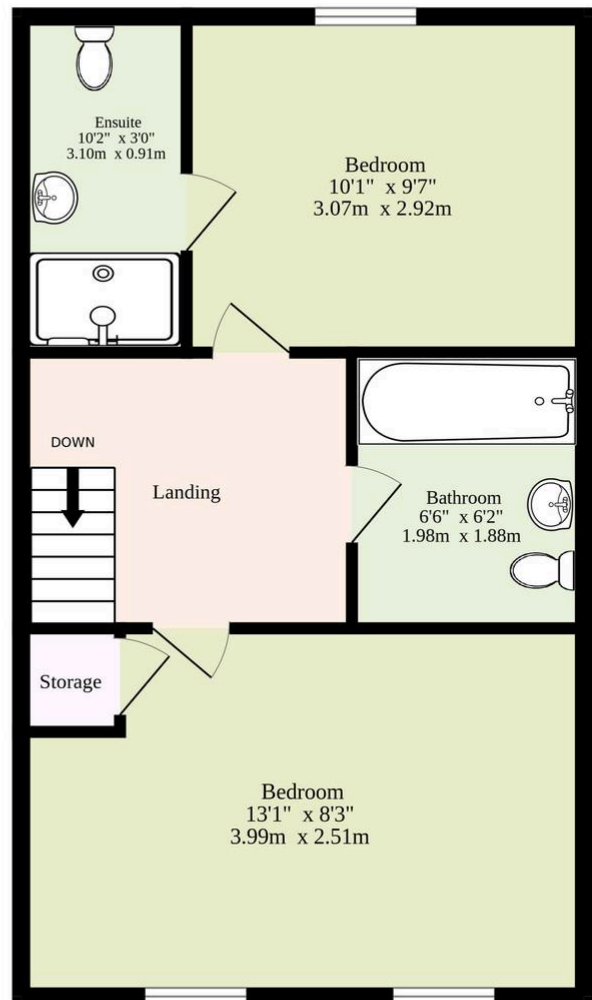 Ensuite
10'2" x 3'0"
3.10m x 0.91m
Bedroom
10'1" x 9'7"
3.07m x 2.92m
DOWN
Landing
Bathroom
6'6" x 6'2"
1.98m x 1.88m
Storage
Bedroom
13'1" x 8'3"
3.99m x 2.51m